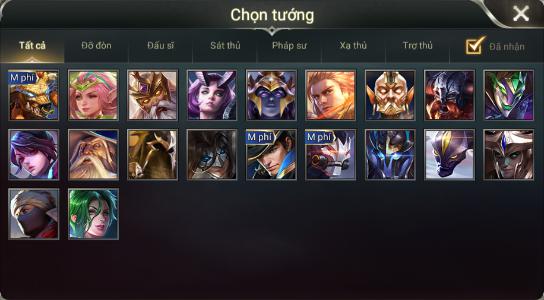 Chọn tướng
Tất cả Đỡ đòn Đấu sĩ Sát thủ Pháp sư Xạ thủ Trợ thủ Đã nhận
M phí
M phí M phí